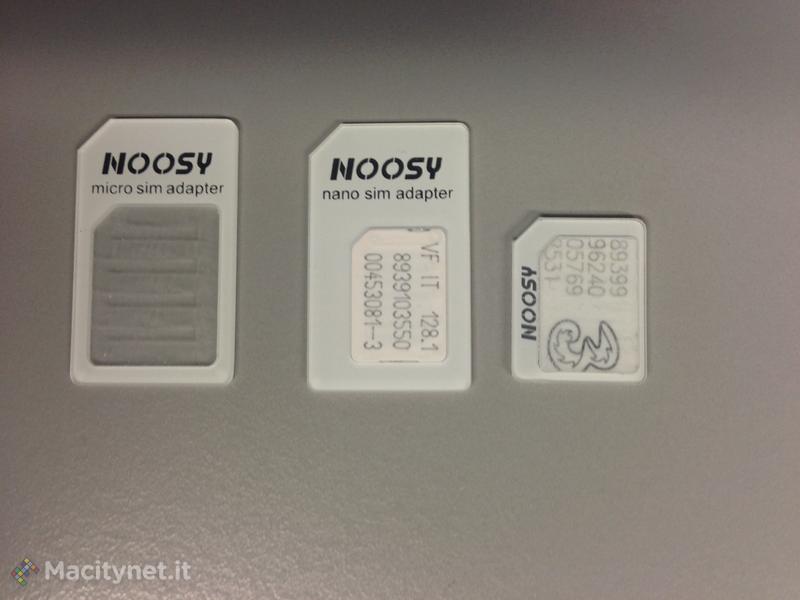 NOOSY
micro sim adapter
NOOSY
nano sim adapter
VF IT 128.1
8939103550
00453081--3
NOOSY
89399
96240
05769
Macitynet.it